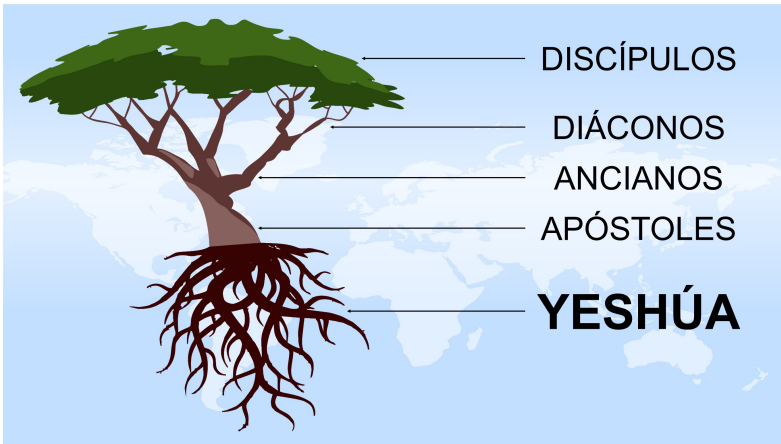 DISCÍPULOS
DIÁCONOS
ANCIANOS
APÓSTOLES
YESHÚA